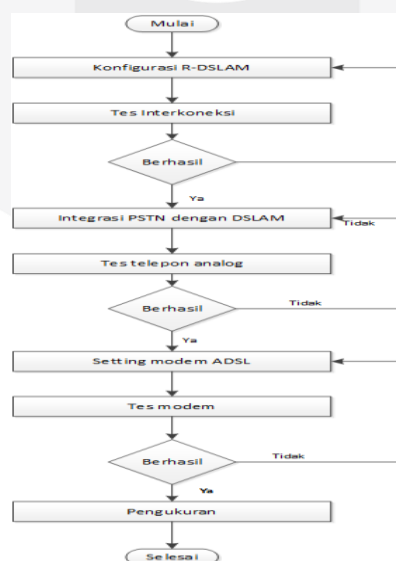 Mulai
Konfigurasi R-DSLAM
Tes Interkoneksi
Berhasil
Ya
Integrasi PSTN dengan DSLAM
Tidak
Tes telepon analog
Berhasil
Tidak
Ya
Setting modem ADSL
Tes modem
Berhasil
Tidak
Ya
Pengukuran
Selesai